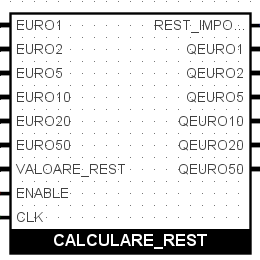 EURO1 REST_IMPO...
EURO2 QEURO1
EURO5 QEURO2
EURO10 QEURO5
EURO20 QEURO10
EURO50 QEURO20
VALOARE_REST QEURO50
ENABLE
CLK
CALCULARE_REST